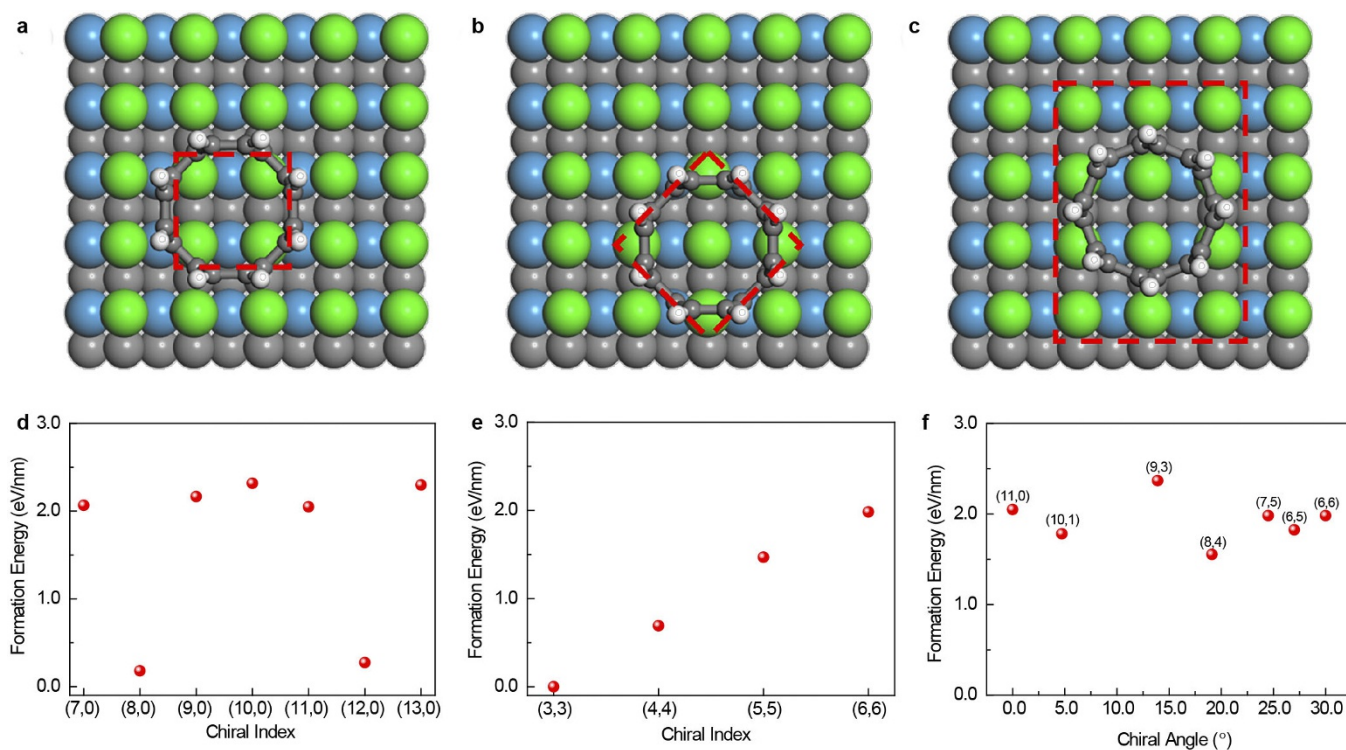 a
b
c
d
3.0
2.0
1.0
0.0
Formation Energy (eV/nm)
(7,0) (8,0) (9,0) (10,0) (11,0) (12,0) (13,0)
Chiral Index
e
3.0
2.0
1.0
0.0
Formation Energy (eV/nm)
(3,3) (4,4) (5,5) (6,6)
Chiral Index
f
3.0
2.0
1.0
0.0
Formation Energy (eV/nm)
(11,0)
(10,1)
(9,3)
(8,4)
(7,5)
(6,5)
(6,6)
0.0 5.0 10.0 15.0 20.0 25.0 30.0
Chiral Angle (°)